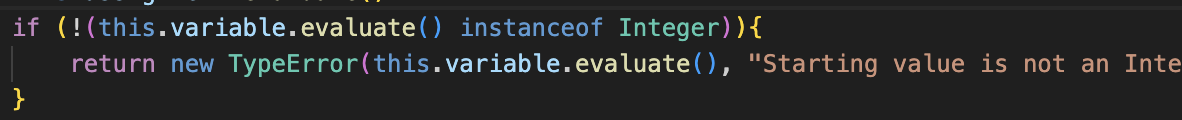 if (!(this.variable.evaluate() instanceof Integer)){
return new TypeError(this.variable.evaluate(), "Starting value is not an Inte
}